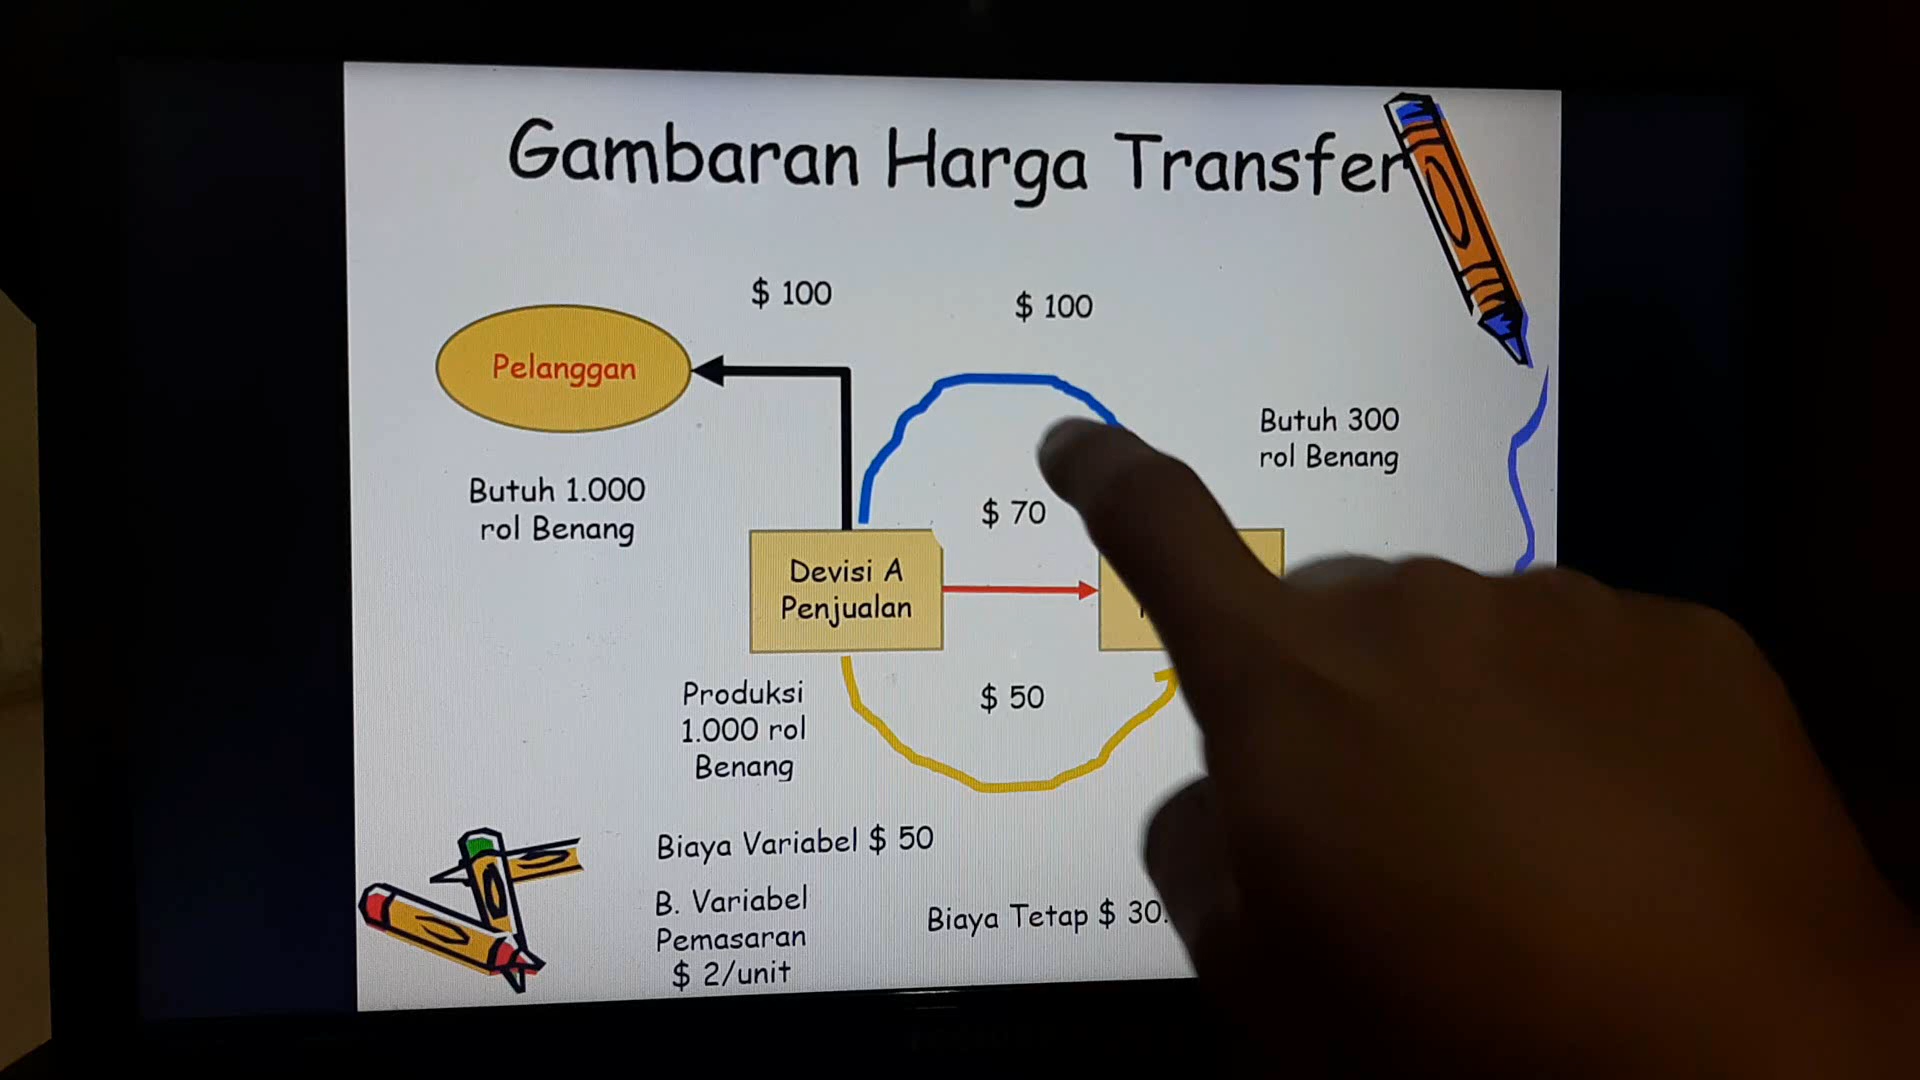 Gambaran Harga Transfer
$ 100
$ 100
Pelanggan
Butuh 300
rol Benang
Butuh 1.000
rol Benang
$ 70
Devisi A
Penjualan
Produksi
1.000 rol
Benang
$ 50
Biaya Variabel $ 50
B. Variabel
Pemasaran
$ 2/unit
Biaya Tetap $ 30.